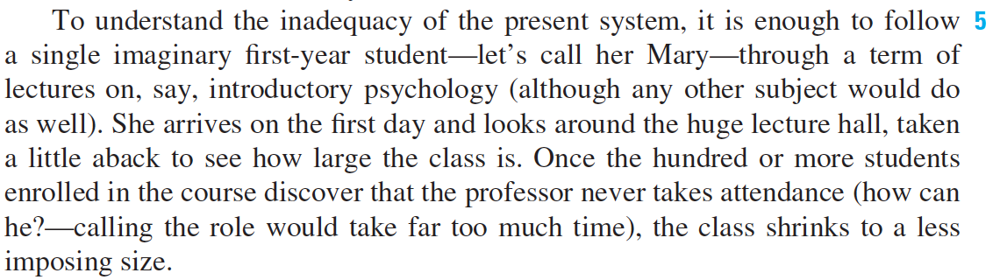 To understand the inadequacy of the present system, it is enough to follow 5
a single imaginary first-year student—let’s call her Mary—through a term of
lectures on, say, introductory psychology (although any other subject would do
as well). She arrives on the first day and looks around the huge lecture hall, taken
a little aback to see how large the class is. Once the hundred or more students
enrolled in the course discover that the professor never takes attendance (how can
he?—calling the role would take far too much time), the class shrinks to a less
imposing size.